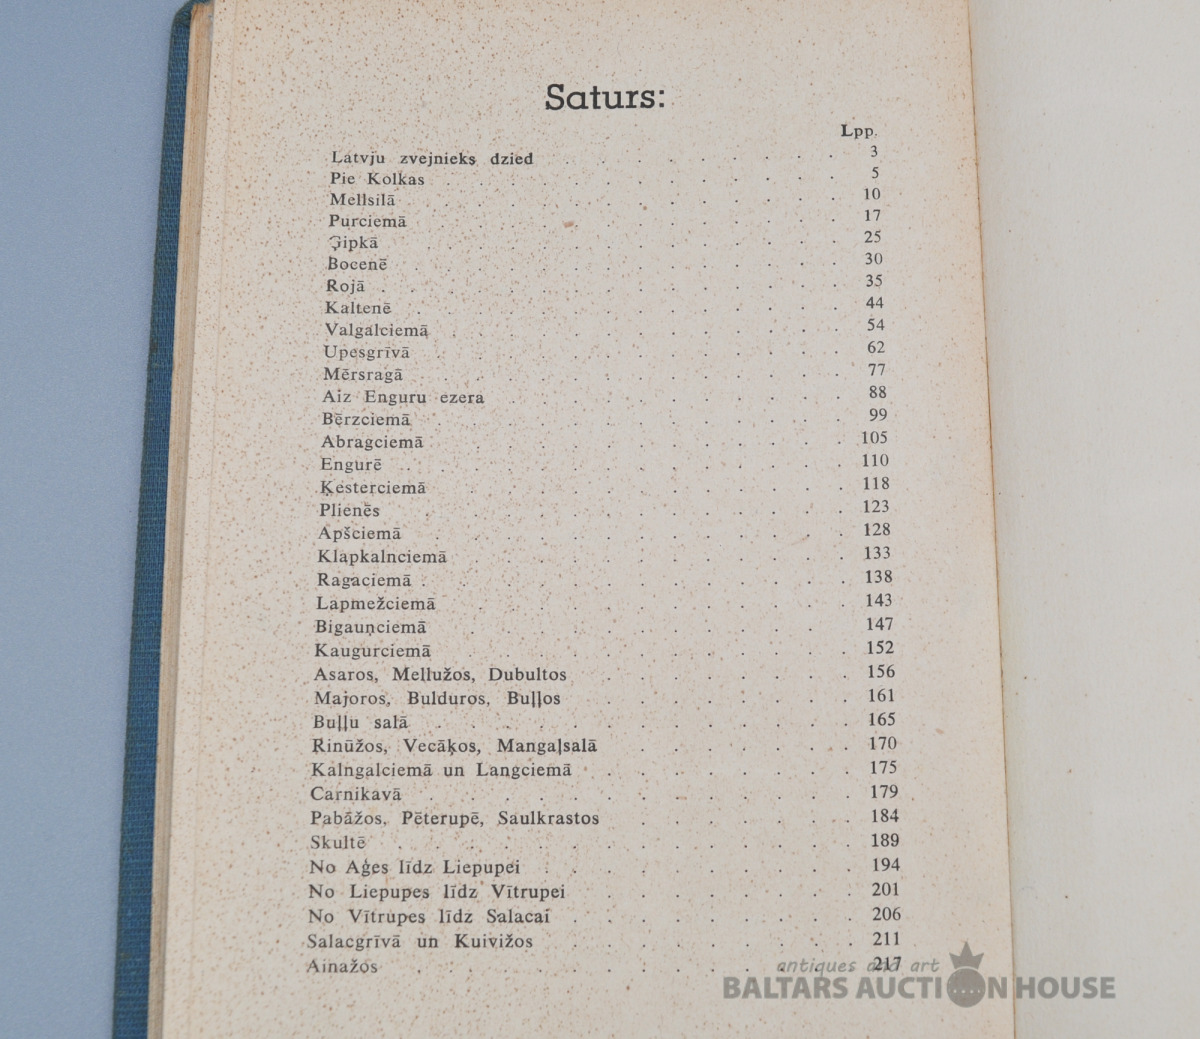 Saturs:
Lpp.
Latvju zvejnieks dzied . . . . . . . . . 3
Pie Kolkas . . . . . . . . . . . . 5
Mellsilā . . . . . . . . . . . . . 10
Purciemā . . . . . . . . . . . . 17
Ģipkā . . . . . . . . . . . . . 25
Bocenē . . . . . . . . . . . . . 30
Rojā . . . . . . . . . . . . . . 35
Kaltenē . . . . . . . . . . . . . 44
Valgalciemā . . . . . . . . . . . . 54
Upesgrīvā . . . . . . . . . . . . 62
Mērsragā . . . . . . . . . . . . 77
Aiz Enguru ezera . . . . . . . . . . 88
Bērzciemā . . . . . . . . . . . . 99
Abragciemā . . . . . . . . . . . . 105
Engurē . . . . . . . . . . . . . 110
Ķesterciemā . . . . . . . . . . . . 118
Plieņēs . . . . . . . . . . . . . 123
Apšciemā . . . . . . . . . . . . 128
Klapkalnciemā . . . . . . . . . . . 133
Ragaciemā . . . . . . . . . . . . 138
Lapmežciemā . . . . . . . . . . . 143
Bigauņciemā . . . . . . . . . . . 147
Kaugurciemā . . . . . . . . . . . 152
Asaros, Mellužos, Dubultos . . . . . . . 156
Majoros, Bulduros, Buļļos . . . . . . . 161
Buļļu salā . . . . . . . . . . . . 165
Rinūžos, Vecāķos, Mangaļsalā . . . . . . 170
Kalngalciemā un Langciemā . . . . . . . 175
Carnikavā . . . . . . . . . . . . 179
Pabāžos, Pēterupē, Saulkrastos . . . . . . 184
Skultē . . . . . . . . . . . . . 189
No Aģes līdz Liepupei . . . . . . . . 194
No Liepupes līdz Vītrupei . . . . . . . 201
No Vītrupes līdz Salacai . . . . . . . . 206
Salacgrīvā un Kuivižos . . . . . . . . 211
Ainažos . . . . . . . . . . . . . 217
antiques and art
BALTARS AUCTION HOUSE